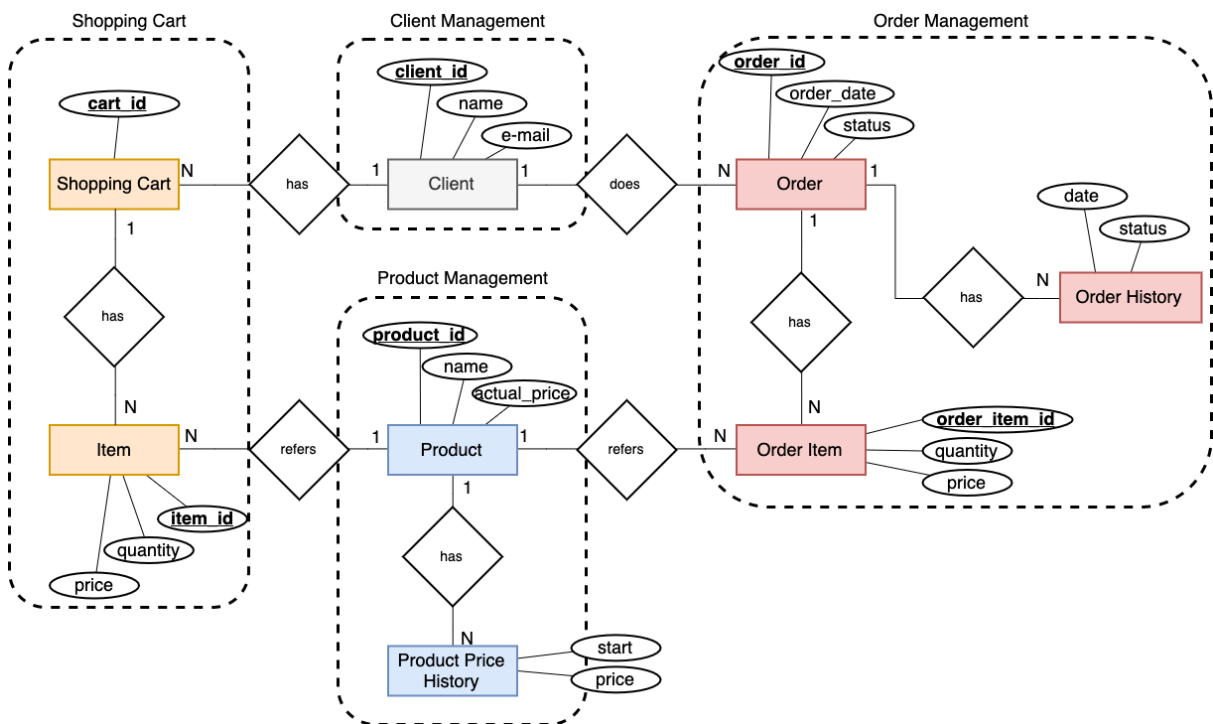 Shopping Cart
Client Management
Order Management
cart_id
client_id
name
e-mail
order_id
order_date
status
Shopping Cart
N
has
1
Client
1
does
N
Order
1
date
status
1
1
has
N
Order History
has
has
Product Management
product_id
name
actual_price
N
N
Item
N
refers
1
Product
1
refers
N
Order Item
order_item_id
quantity
price
1
item_id
quantity
price
has
N
Product Price
History
start
price